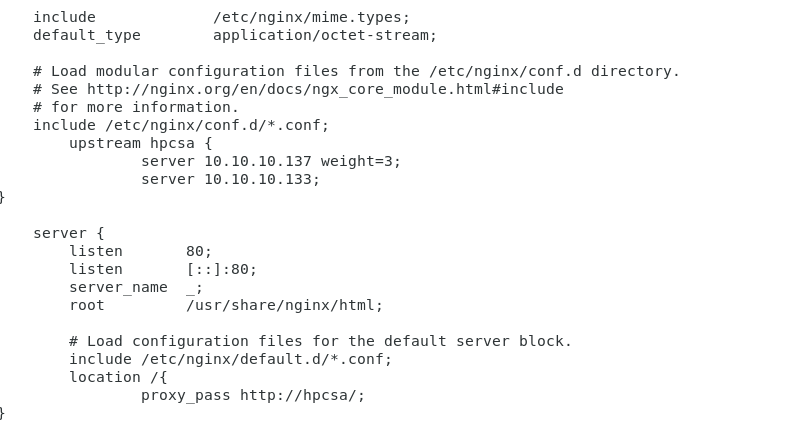 include             /etc/nginx/mime.types;
default_type        application/octet-stream;
# Load modular configuration files from the /etc/nginx/conf.d directory.
# See http://nginx.org/en/docs/ngx_core_module.html#include
# for more information.
include /etc/nginx/conf.d/*.conf;
upstream hpcsa {
server 10.10.10.137 weight=3;
server 10.10.10.133;
}
server {
listen       80;
listen       [::]:80;
server_name  _;
root         /usr/share/nginx/html;
# Load configuration files for the default server block.
include /etc/nginx/default.d/*.conf;
location /{
proxy_pass http://hpcsa/;
}